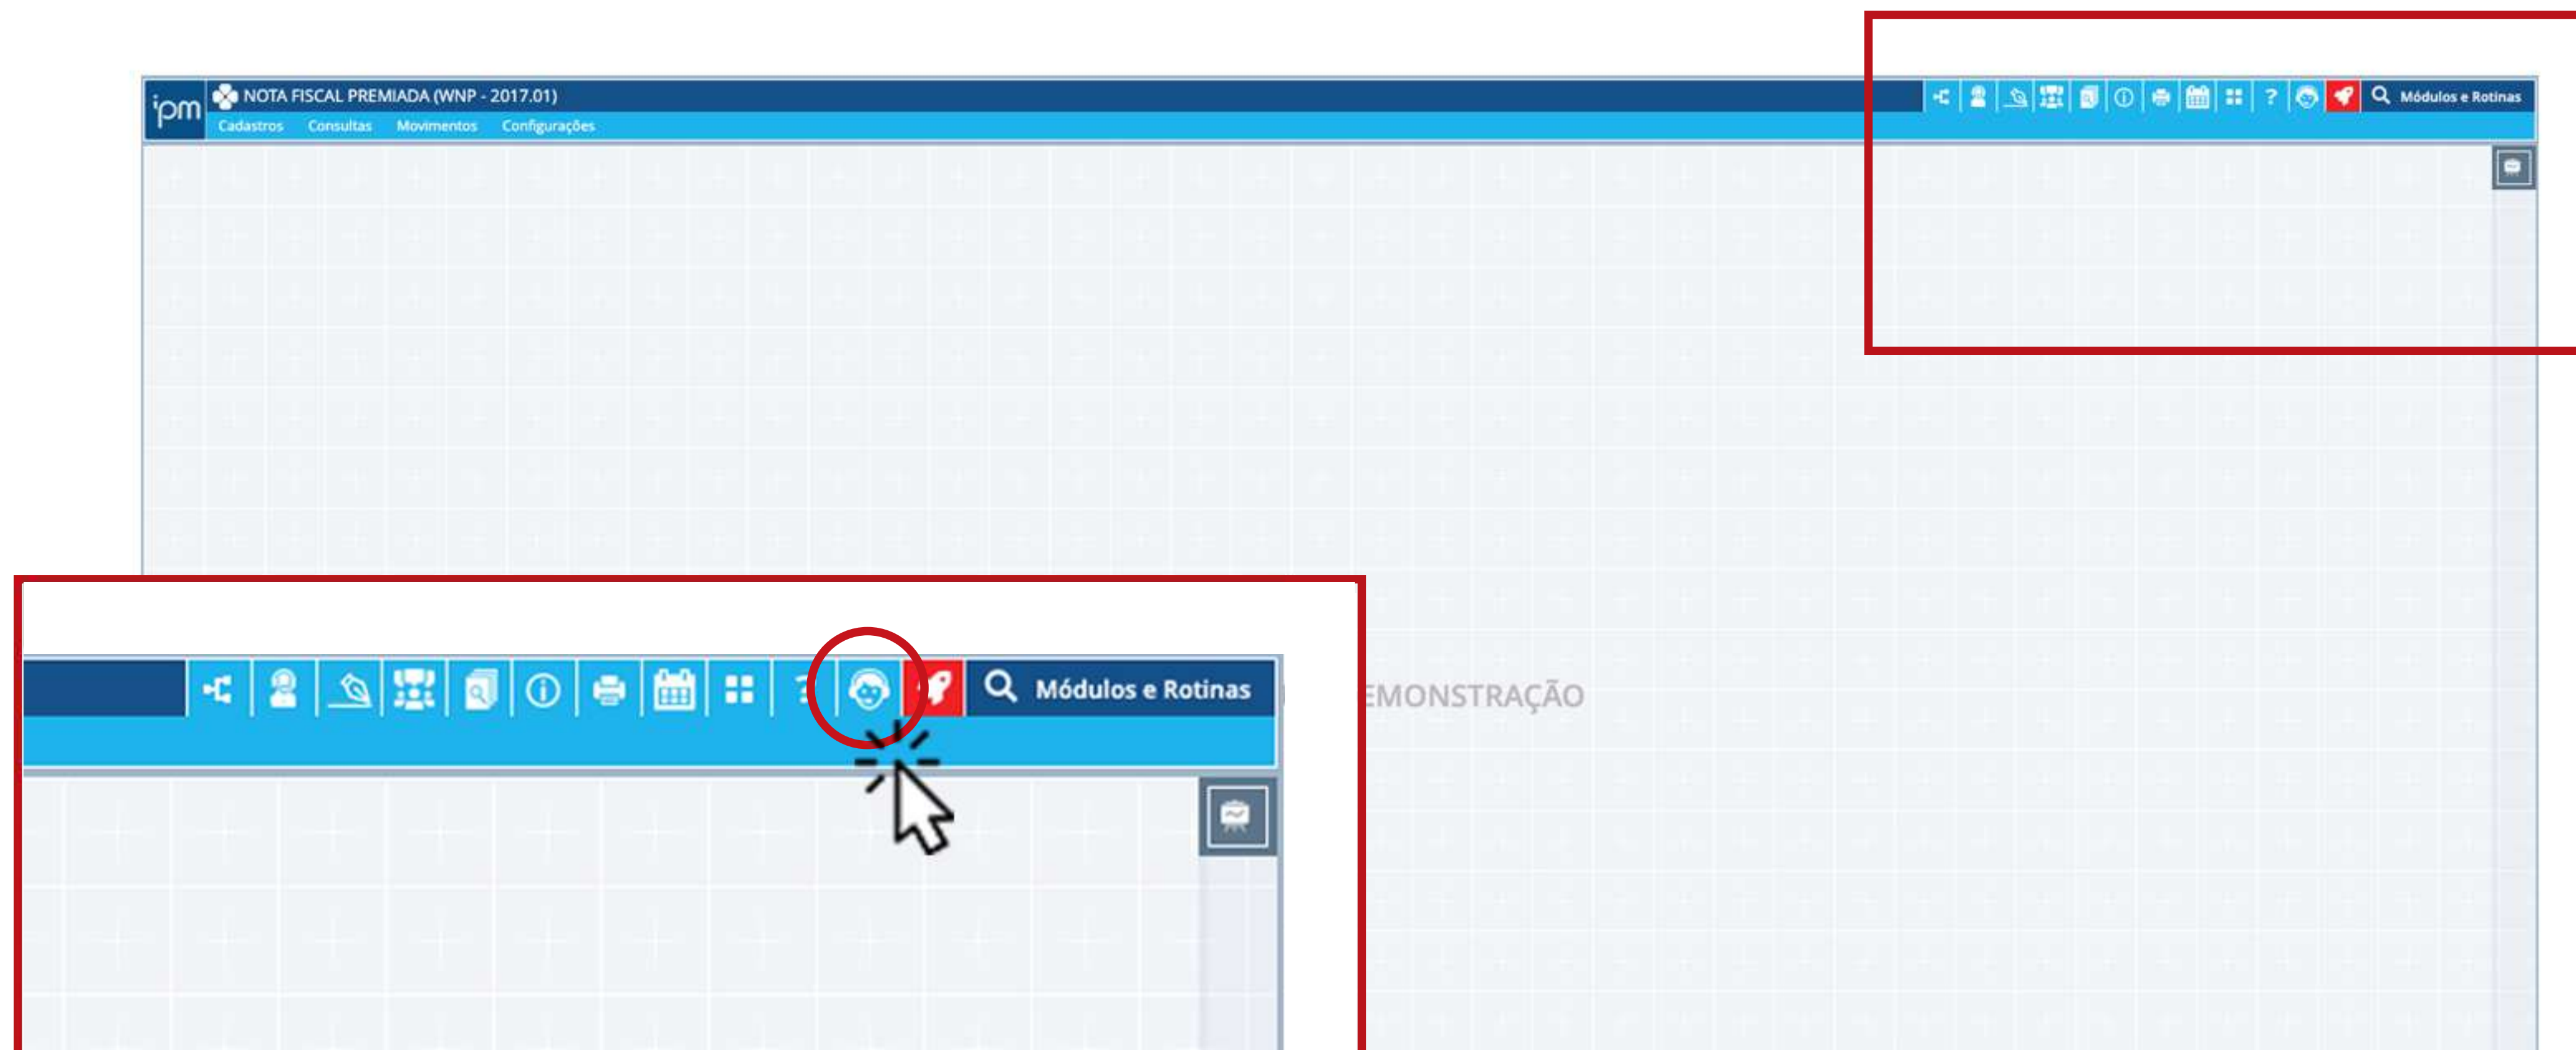 ipm
NOTA FISCAL PREMIADA (WNP - 2017.01)
? Módulos e Rotinas
Cadastros Consultas Movimentos Configurações
? Módulos e Rotinas
EMONSTRAÇÃO